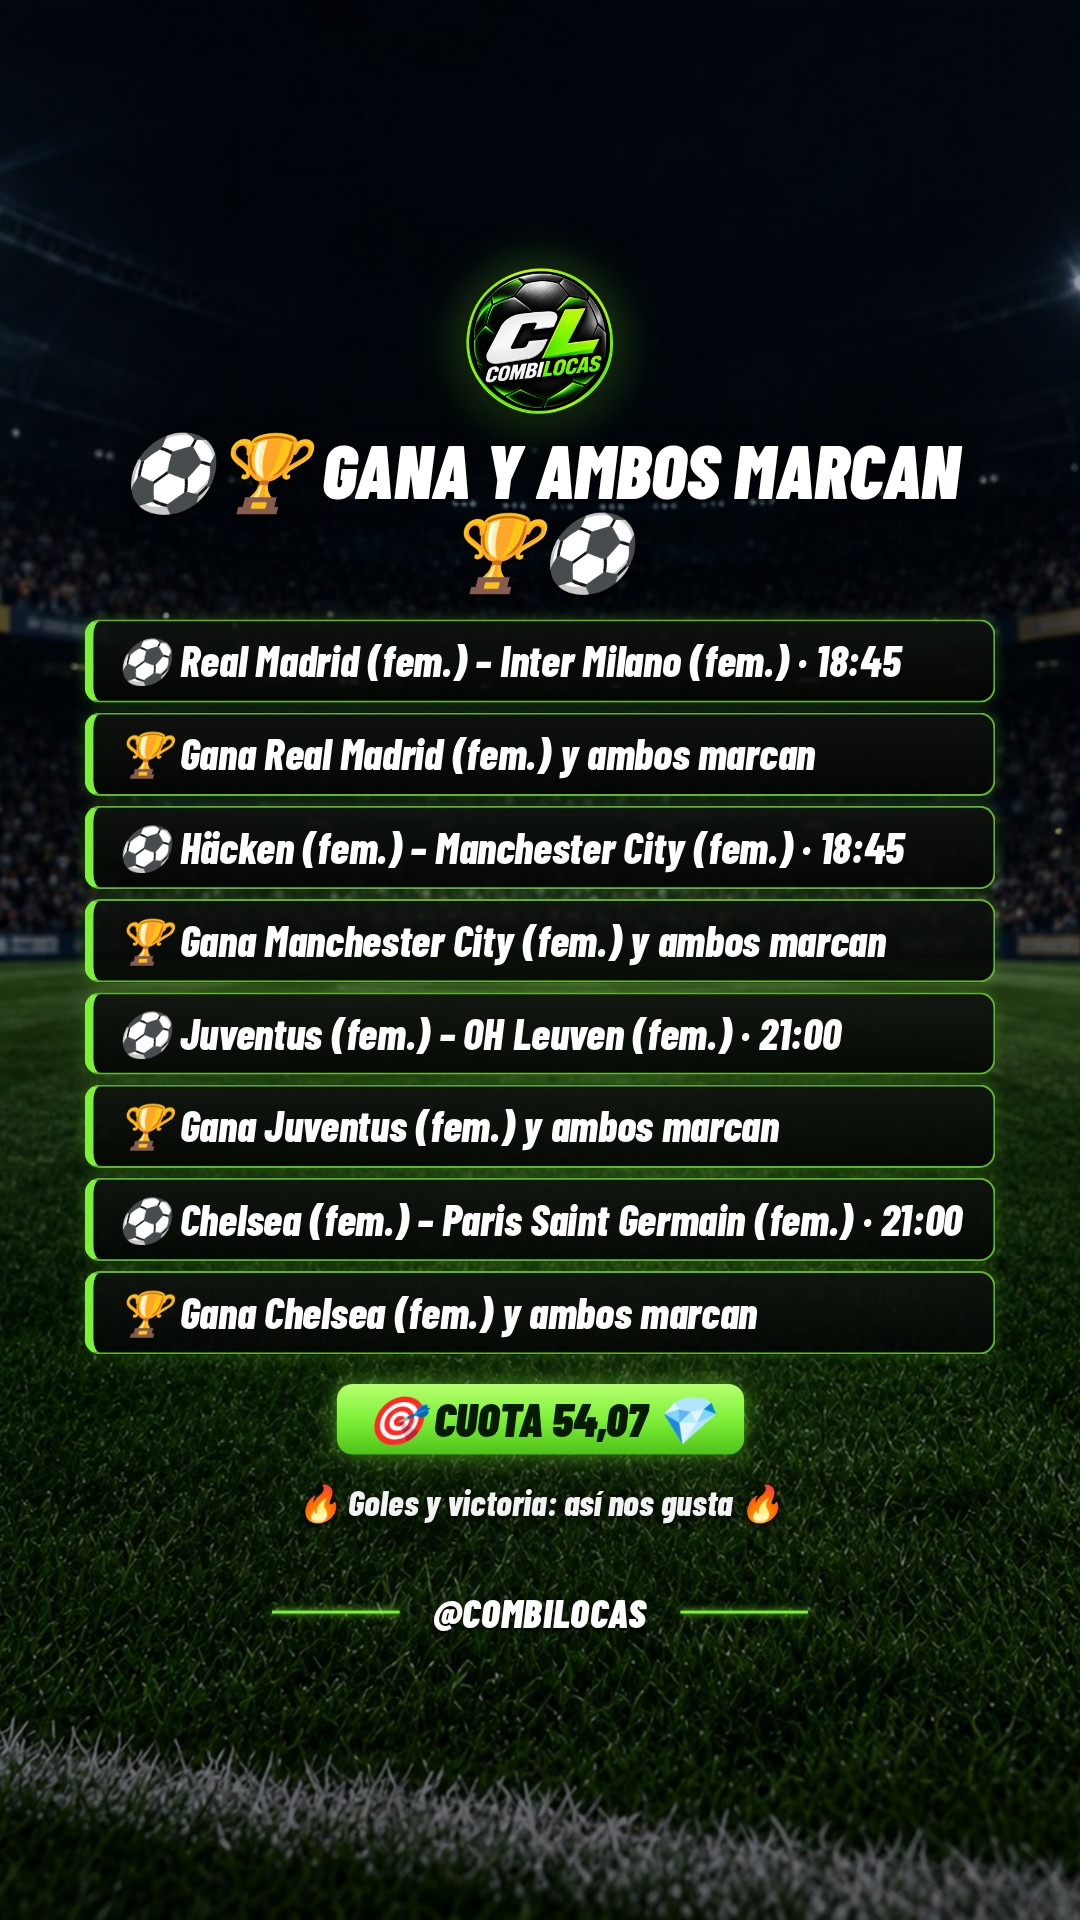 CL
COMBILOCAS
⚽🏆 GANA Y AMBOS MARCAN
🏆⚽
⚽ Real Madrid (fem.) – Inter Milano (fem.) · 18:45
🏆 Gana Real Madrid (fem.) y ambos marcan
⚽ Häcken (fem.) – Manchester City (fem.) · 18:45
🏆 Gana Manchester City (fem.) y ambos marcan
⚽ Juventus (fem.) – OH Leuven (fem.) · 21:00
🏆 Gana Juventus (fem.) y ambos marcan
⚽ Chelsea (fem.) – Paris Saint Germain (fem.) · 21:00
🏆 Gana Chelsea (fem.) y ambos marcan
🎯 CUOTA 54,07 💎
🔥 Goles y victoria: así nos gusta 🔥
@COMBILOCAS